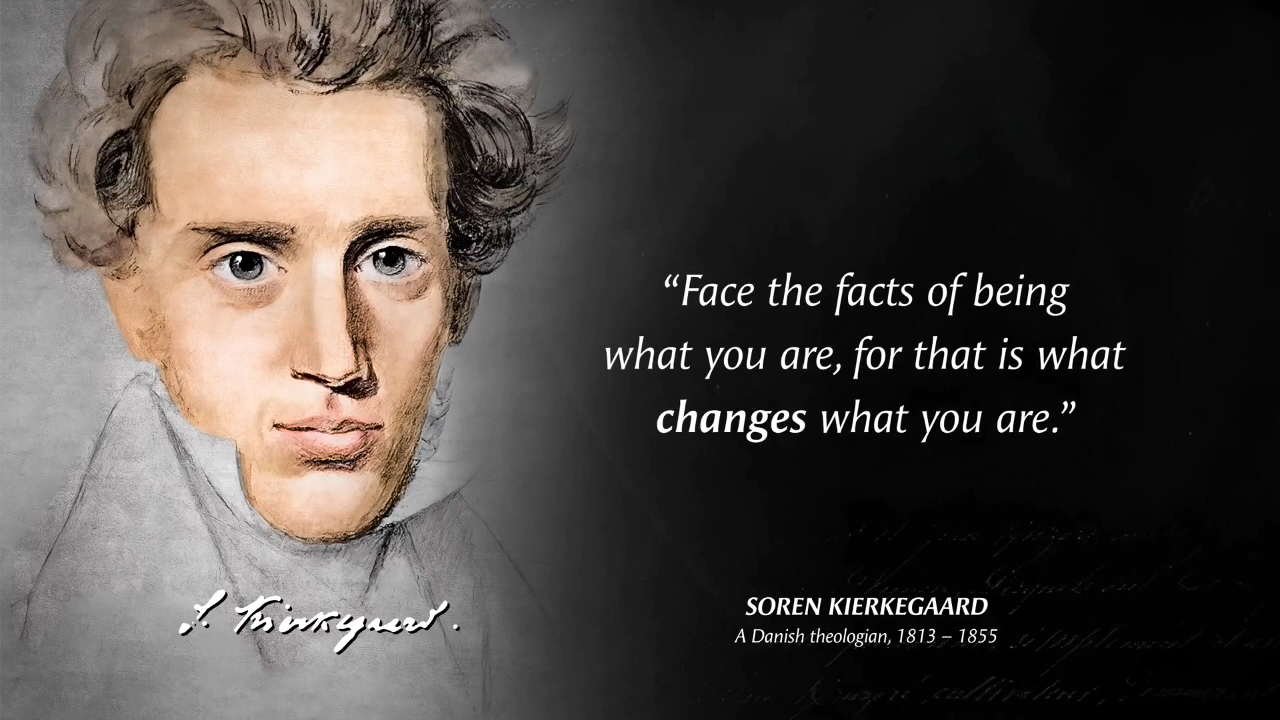 “Face the facts of being
what you are, for that is what
changes what you are.”
S. Kierkegaard.
SOREN KIERKEGAARD
A Danish theologian, 1813 – 1855